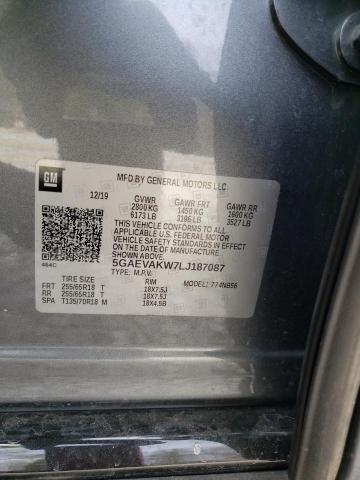 GM
MFD BY GENERAL MOTORS LLC
12/19 GVWR GAWR FRT GAWR RR
2800 KG 1450 KG 1600 KG
6173 LB 3196 LB 3527 LB
THIS VEHICLE CONFORMS TO ALL
APPLICABLE U.S. FEDERAL MOTOR
VEHICLE SAFETY STANDARDS IN
EFFECT ON THE DATE OF
MANUFACTURE SHOWN ABOVE.
464C 5GAEVAKW7LJ187087
TYPE: M.P.V. 774NB56
TIRE SIZE RIM
FRT 255/65R18 T 18X7.5J
RR 255/65R18 T 18X7.5J
SPA T135/70R18 M 18X4.5B